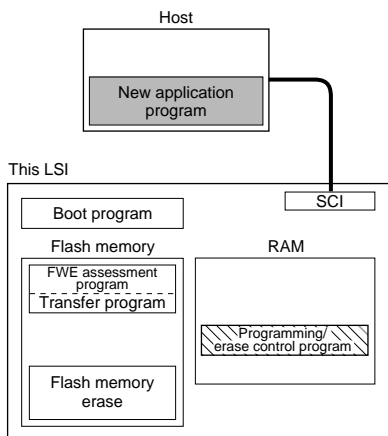 Host
New application
program
This LSI
SCI
Boot program
Flash memory
RAM
FWE assessment
program
Transfer program
Programming/
erase control program
Flash memory
erase